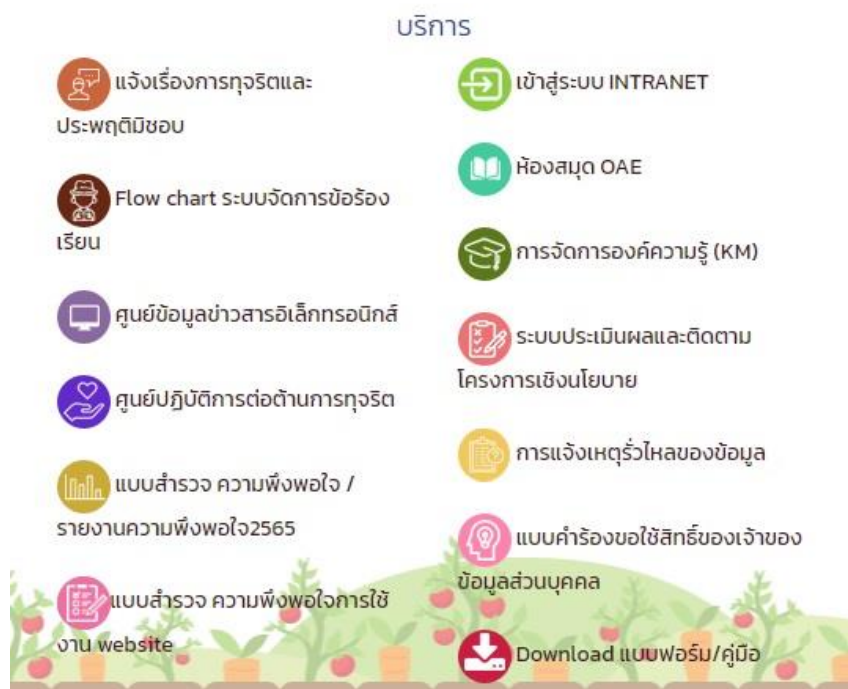 บริการ
แจ้งเรื่องการทุจริตและ
ประพฤติมิชอบ
Flow chart ระบบจัดการข้อร้อง
เรียน
ศูนย์ข้อมูลข่าวสารอิเล็กทรอนิกส์
ศูนย์ปฏิบัติการต่อต้านการทุจริต
แบบสำรวจ ความพึงพอใจ /
รายงานความพึงพอใจ2565
แบบสำรวจ ความพึงพอใจการใช้
งาน website
เข้าสู่ระบบ INTRANET
ห้องสมุด OAE
การจัดการองค์ความรู้ (KM)
ระบบประเมินผลและติดตาม
โครงการเชิงนโยบาย
การแจ้งเหตุรั่วไหลของข้อมูล
แบบคำร้องขอใช้สิทธิ์ของเจ้าของ
ข้อมูลส่วนบุคคล
Download แบบฟอร์ม/คู่มือ